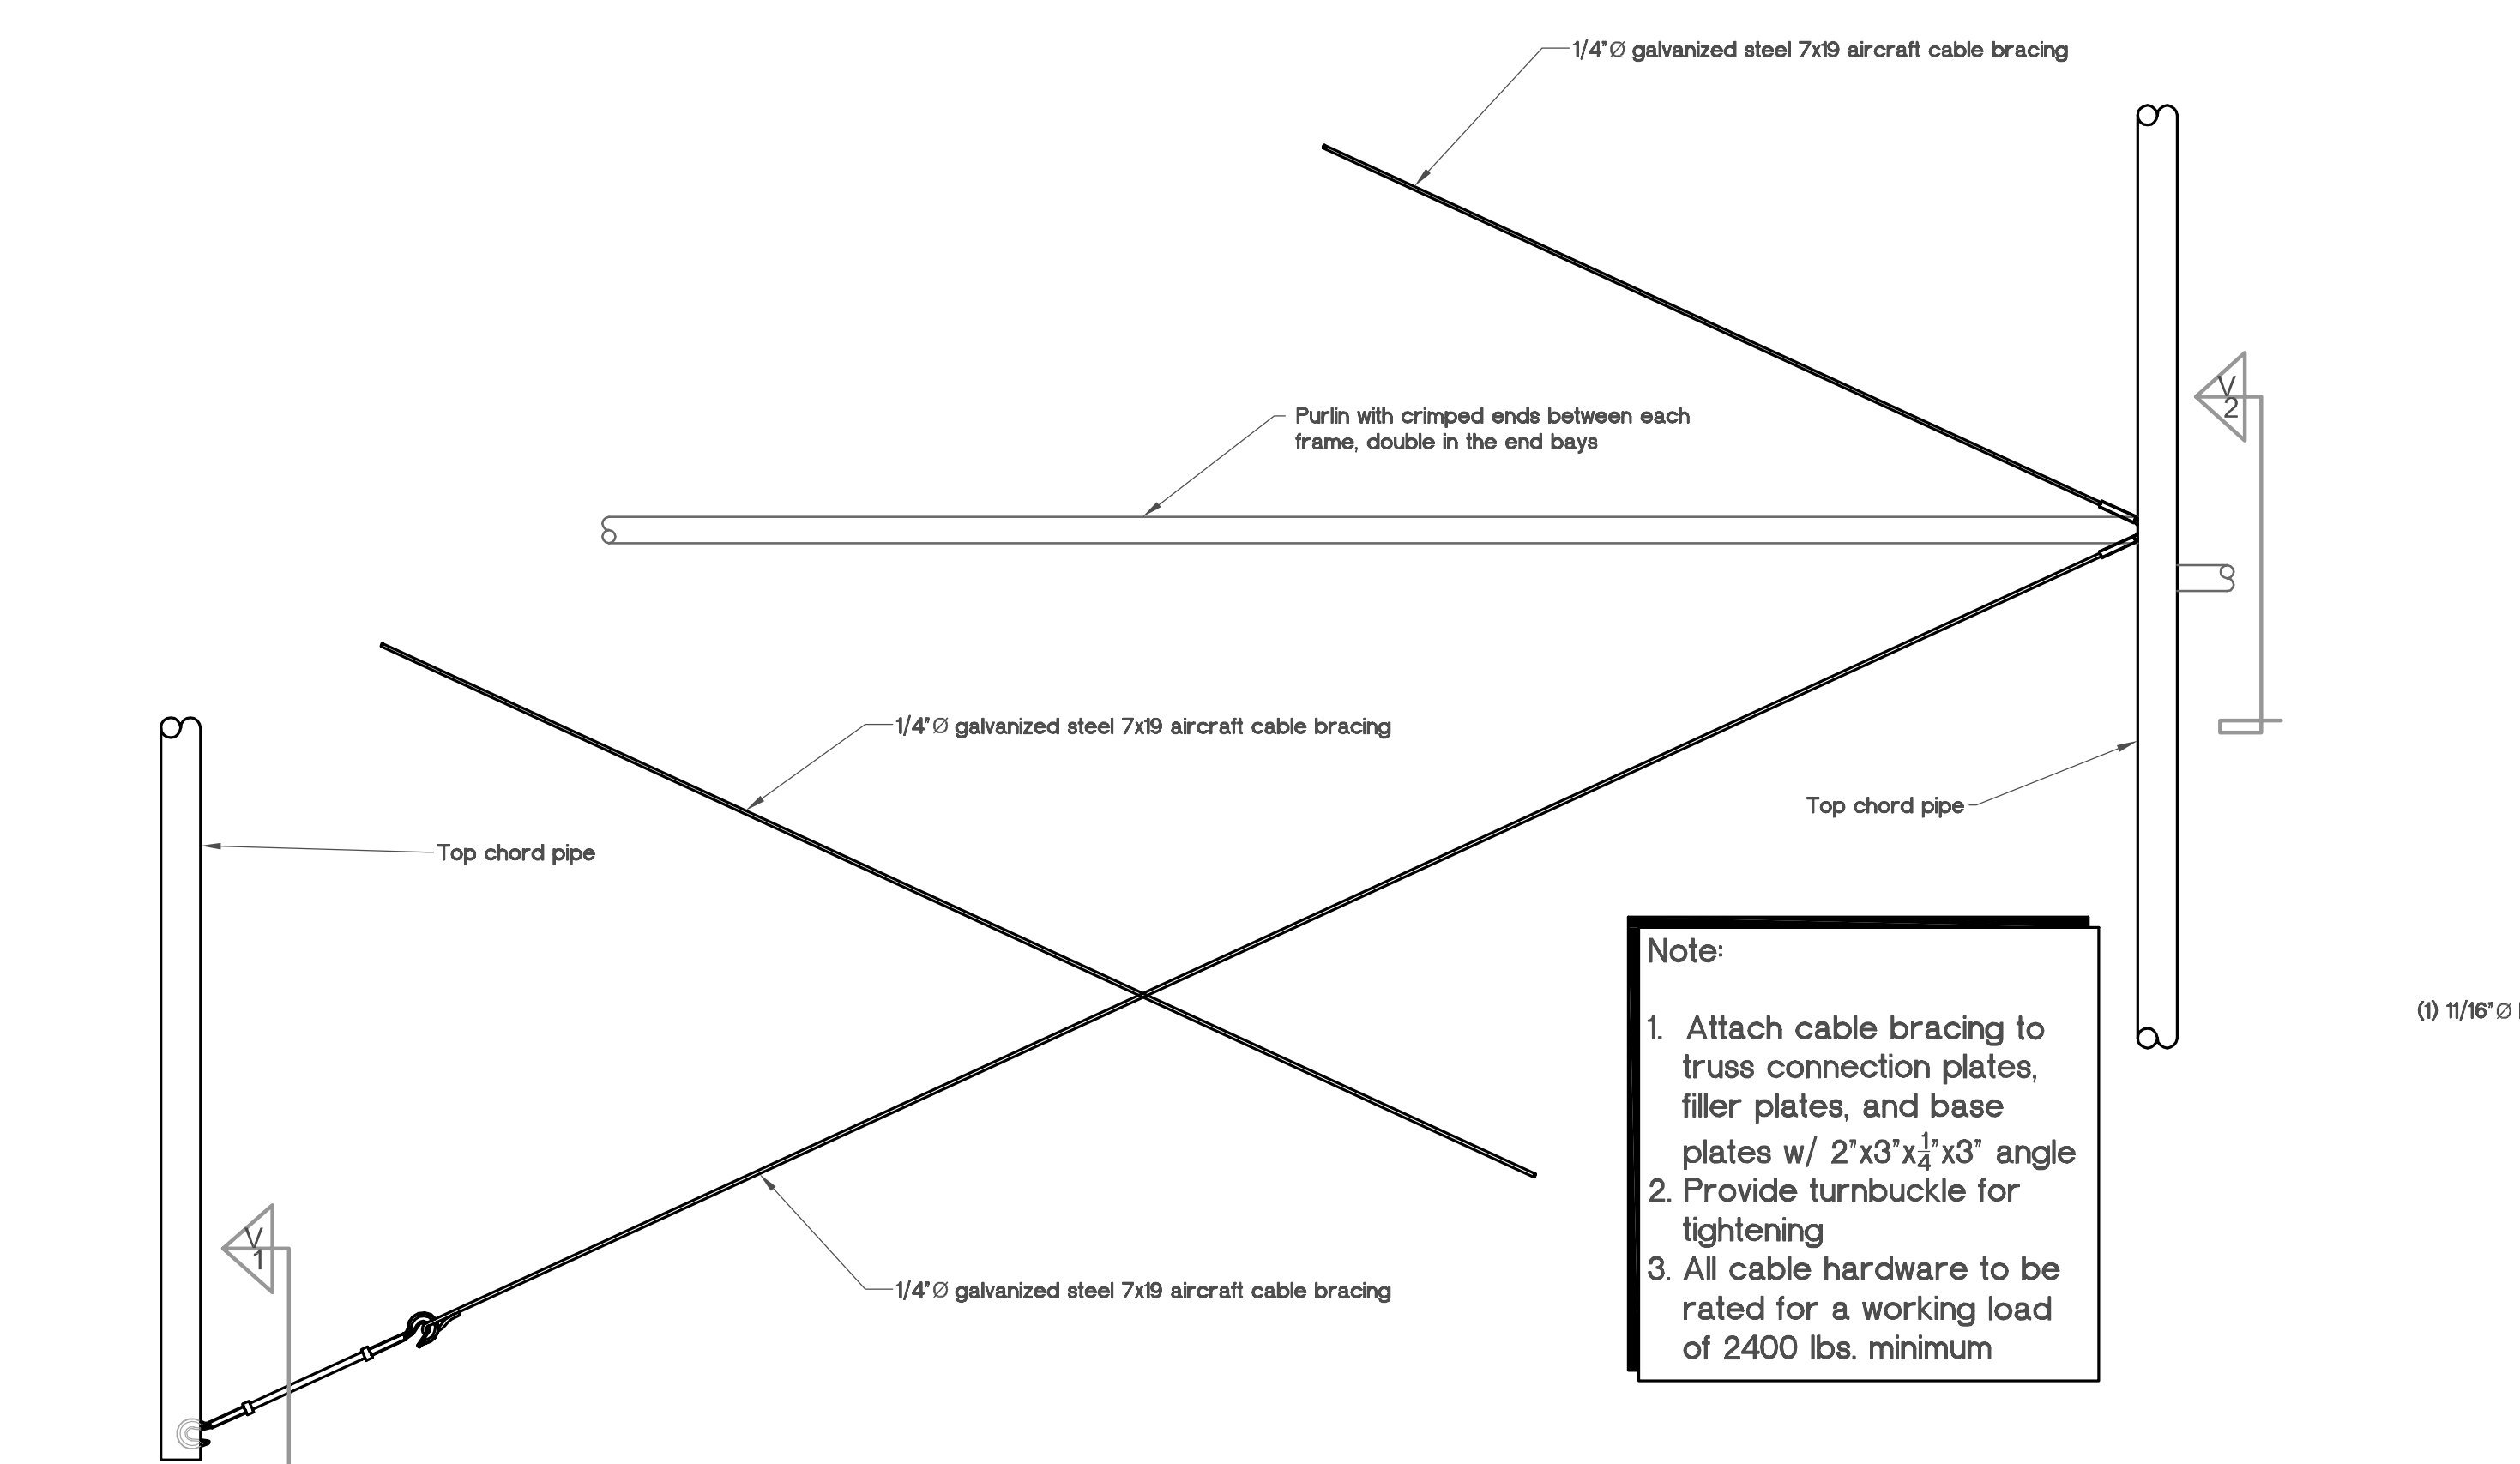 1/4"Ø galvanized steel 7x19 aircraft cable bracing
V
2
Purlin with crimped ends between each
frame, double in the end bays
1/4"Ø galvanized steel 7x19 aircraft cable bracing
Top chord pipe
Top chord pipe
Note:
1. Attach cable bracing to
truss connection plates,
filler plates, and base
plates w/ 2"x3"x1/4"x3" angle
2. Provide turnbuckle for
tightening
3. All cable hardware to be
rated for a working load
of 2400 lbs. minimum
(1) 11/16"Ø
V
1
1/4"Ø galvanized steel 7x19 aircraft cable bracing